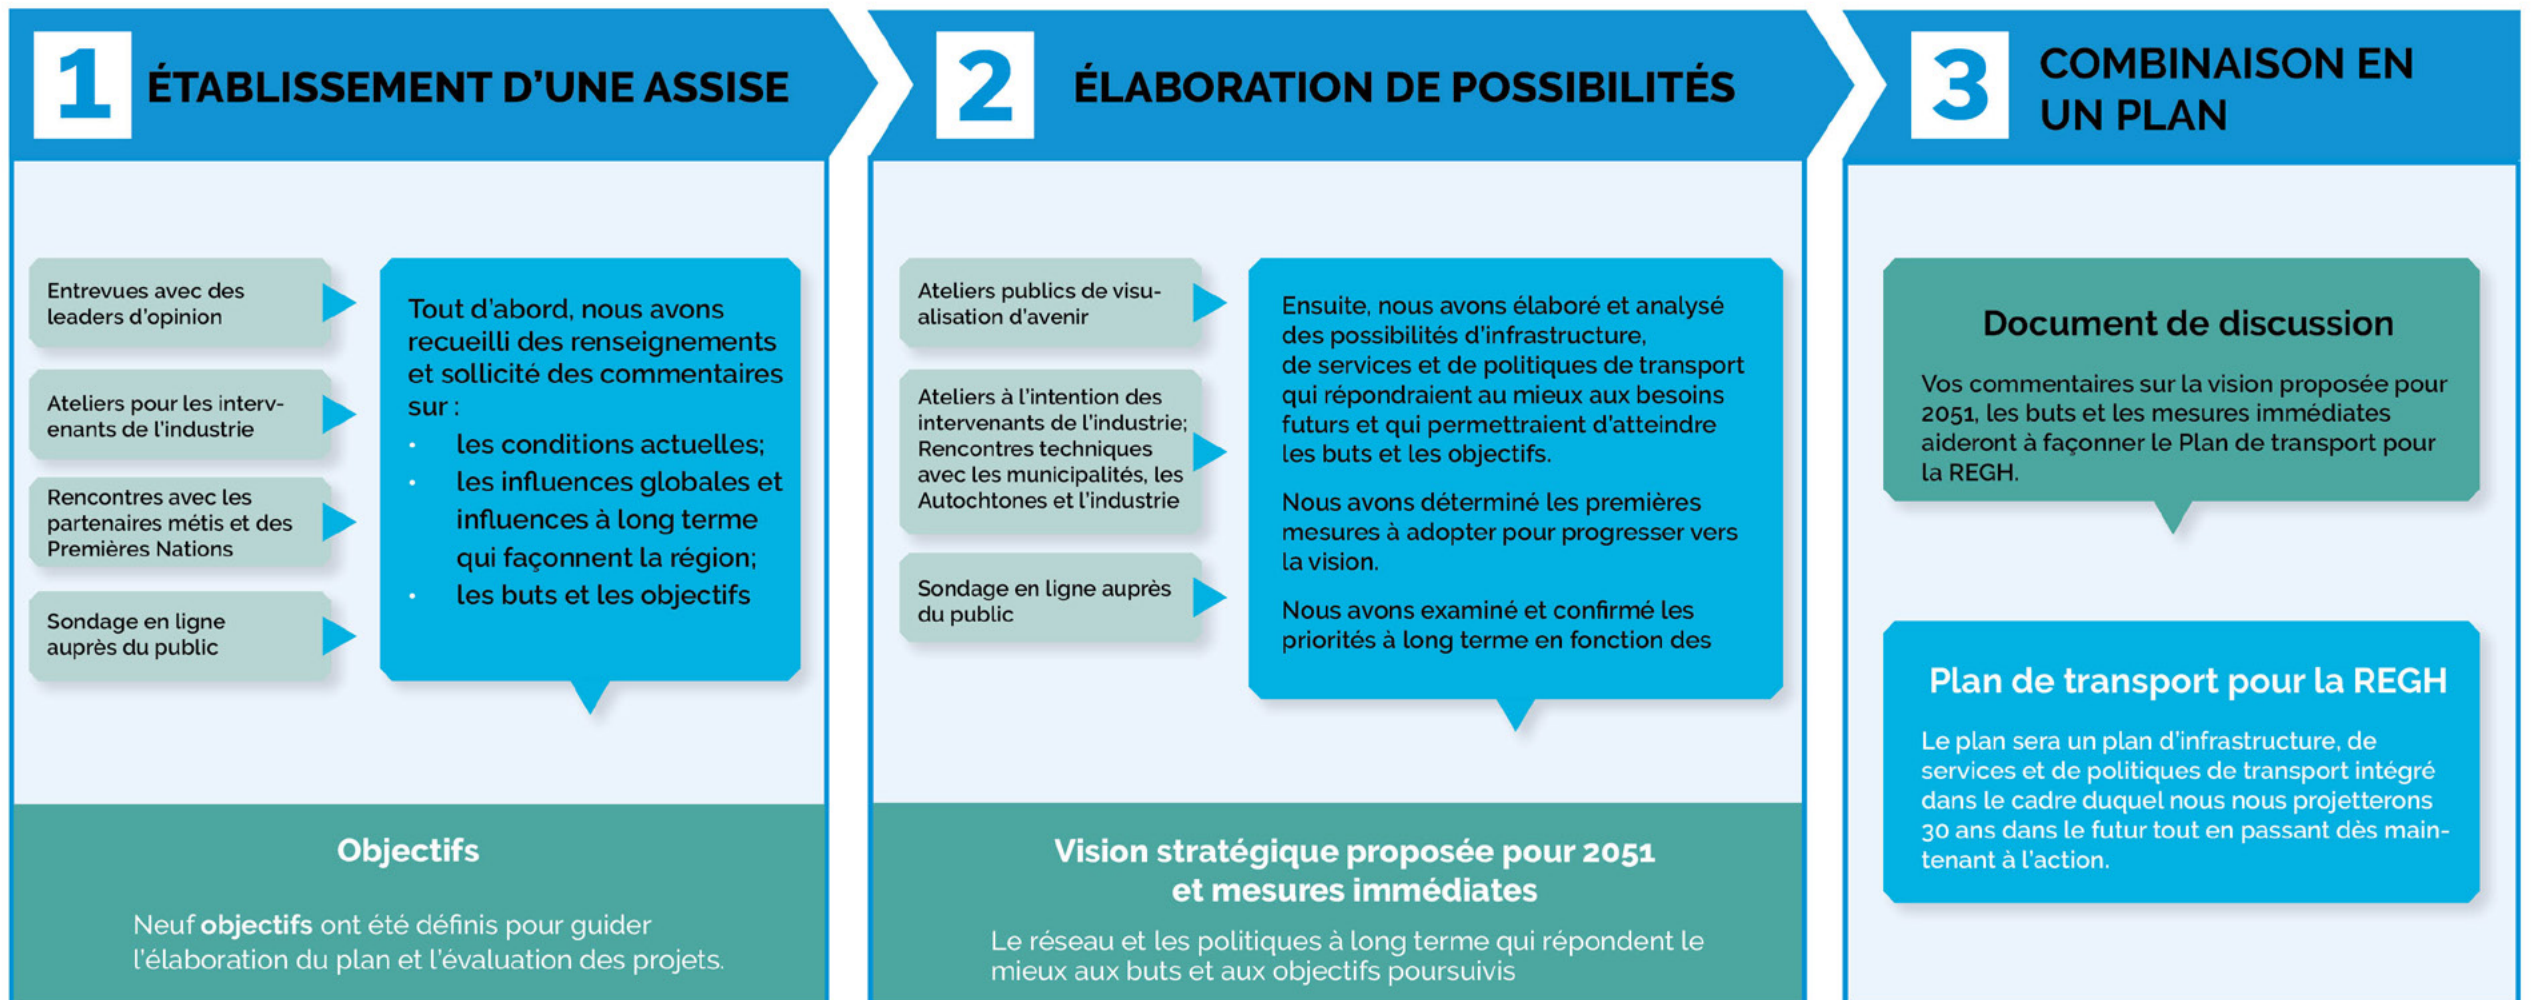 1
ÉTABLISSEMENT D'UNE ASSISE
Entrevues avec des
leaders d'opinion
Ateliers pour les interv-
enants de l'industrie
Rencontres avec les
partenaires métis et des
Premières Nations
Sondage en ligne
auprès du public
Tout d'abord, nous avons
recueilli des renseignements
et sollicité des commentaires
sur :
• les conditions actuelles;
• les influences globales et
influences à long terme
qui façonnent la région;
• les buts et les objectifs
Objectifs
Neuf objectifs ont été définis pour guider
l'élaboration du plan et l'évaluation des projets.
2
ÉLABORATION DE POSSIBILITÉS
Ateliers publics de visu-
alisation d'avenir
Ateliers à l'intention des
intervenants de l'industrie;
Rencontres techniques
avec les municipalités, les
Autochtones et l'industrie
Sondage en ligne auprès
du public
Ensuite, nous avons élaboré et analysé
des possibilités d'infrastructure,
de services et de politiques de transport
qui répondraient au mieux aux besoins
futurs et qui permettraient d'atteindre
les buts et les objectifs.
Nous avons déterminé les premières
mesures à adopter pour progresser vers
la vision.
Nous avons examiné et confirmé les
priorités à long terme en fonction des
Vision stratégique proposée pour 2051
et mesures immédiates
Le réseau et les politiques à long terme qui répondent le
mieux aux buts et aux objectifs poursuivis
3
COMBINAISON EN
UN PLAN
Document de discussion
Vos commentaires sur la vision proposée pour
2051, les buts et les mesures immédiates
aideront à façonner le Plan de transport pour
la REGH.
Plan de transport pour la REGH
Le plan sera un plan d'infrastructure, de
services et de politiques de transport intégré
dans le cadre duquel nous nous projetterons
30 ans dans le futur tout en passant dès main-
tenant à l'action.